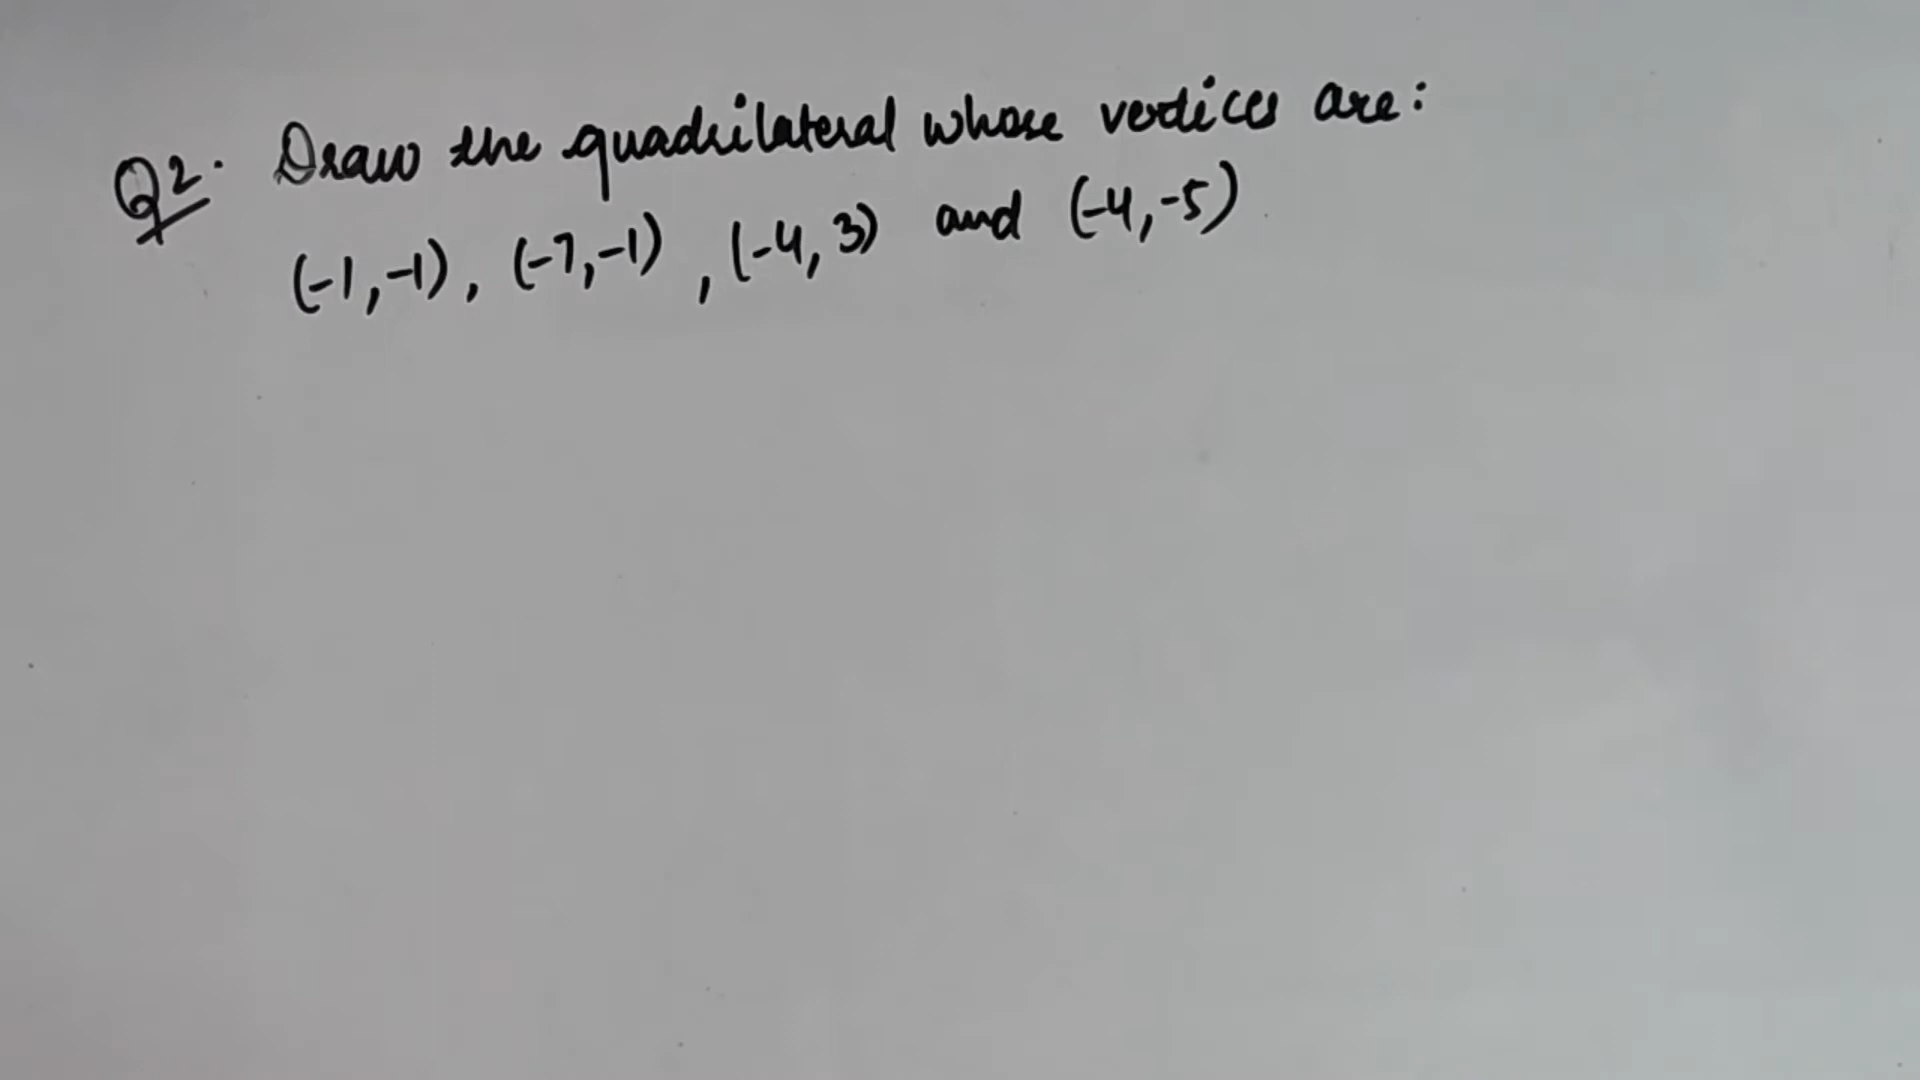 Q2. Draw the quadrilateral whose vertices are:
(-1,-1), (-7,-1), (-4, 3) and (-4,-5)